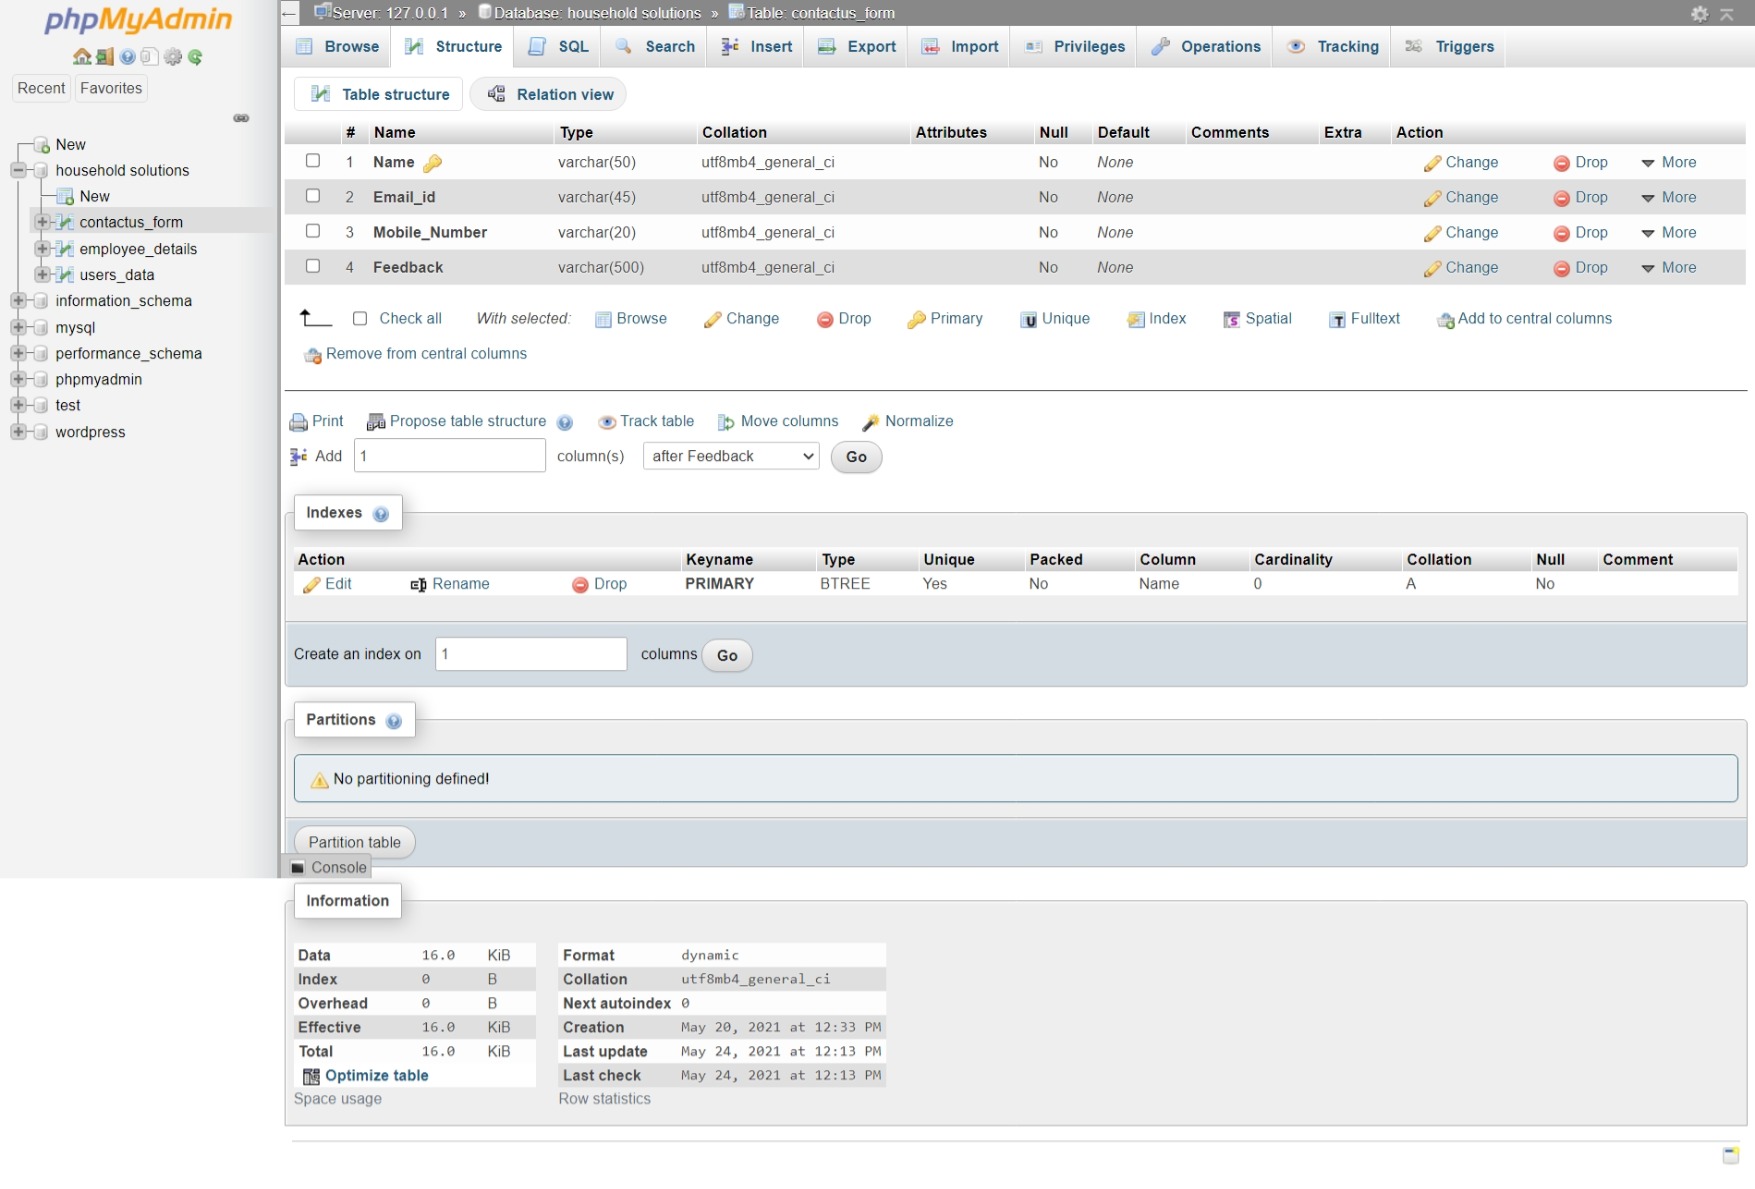 phpMyAdmin
Recent Favorites
New
household solutions
New
contactus_form
employee_details
users_data
information_schema
mysql
performance_schema
phpmyadmin
test
wordpress
Server: 127.0.0.1 » Database: household solutions » Table: contactus_form
Browse Structure SQL Search Insert Export Import Privileges Operations Tracking Triggers
Table structure Relation view
# Name Type Collation Attributes Null Default Comments Extra Action
1 Name varchar(50) utf8mb4_general_ci No None Change Drop More
2 Email_id varchar(45) utf8mb4_general_ci No None Change Drop More
3 Mobile_Number varchar(20) utf8mb4_general_ci No None Change Drop More
4 Feedback varchar(500) utf8mb4_general_ci No None Change Drop More
Check all With selected: Browse Change Drop Primary Unique Index Spatial Fulltext Add to central columns
Remove from central columns
Print Propose table structure Track table Move columns Normalize
Add 1 column(s) after Feedback Go
Indexes
Action Keyname Type Unique Packed Column Cardinality Collation Null Comment
Edit Rename Drop PRIMARY BTREE Yes No Name 0 A No
Create an index on 1 columns Go
Partitions
No partitioning defined!
Partition table
Console
Information
Data 16.0 KiB
Index 0 B
Overhead 0 B
Effective 16.0 KiB
Total 16.0 KiB
Optimize table
Space usage
Format dynamic
Collation utf8mb4_general_ci
Next autoindex 0
Creation May 20, 2021 at 12:33 PM
Last update May 24, 2021 at 12:13 PM
Last check May 24, 2021 at 12:13 PM
Row statistics